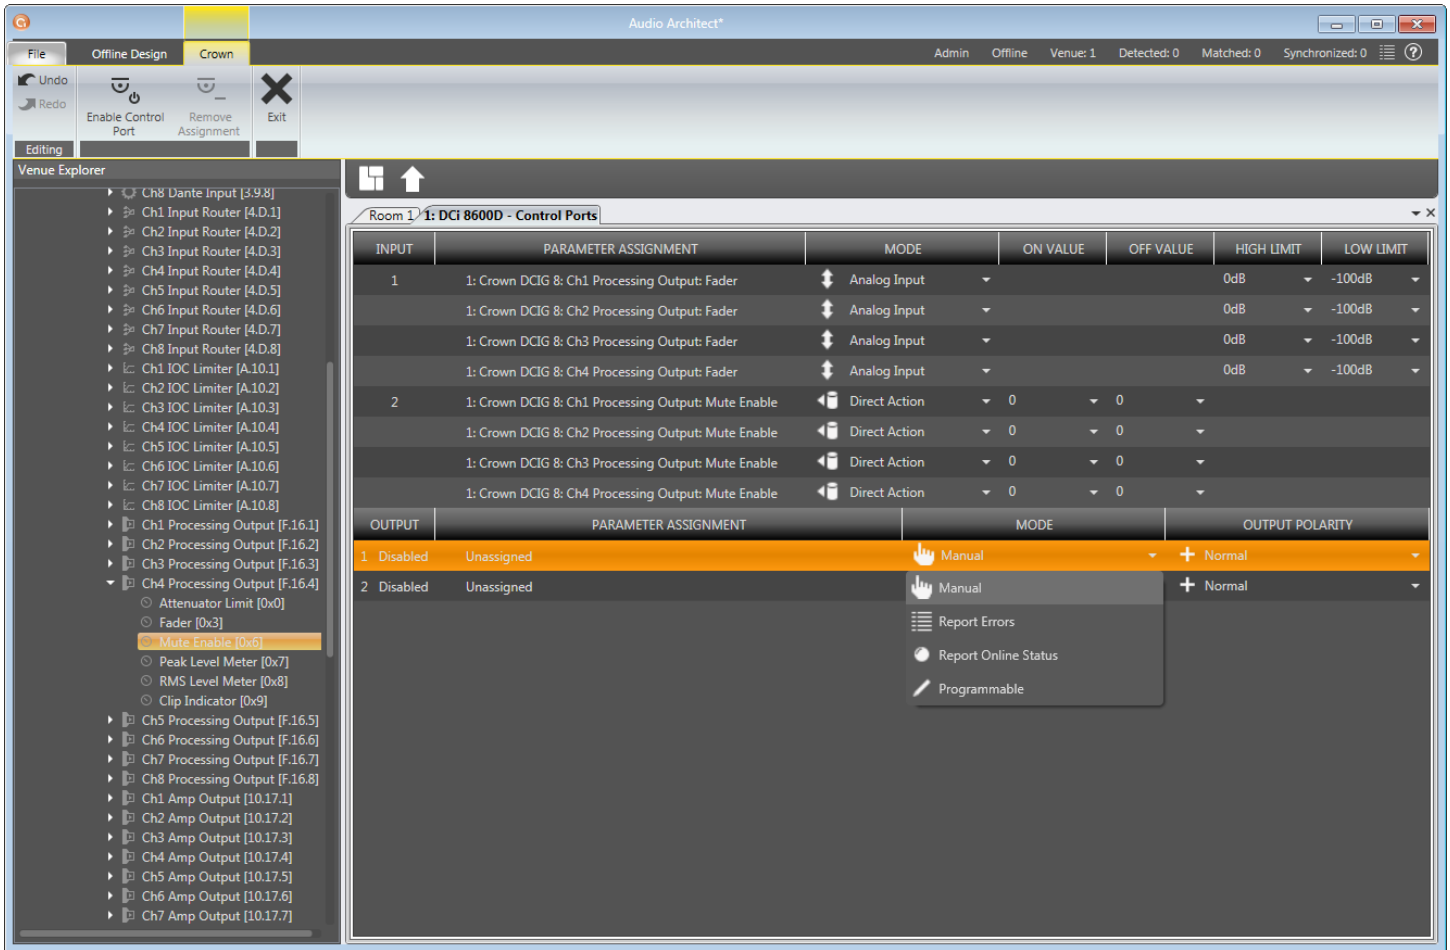 Audio Architect*
File Offline Design Crown Admin Offline Venue: 1 Detected: 0 Matched: 0 Synchronized: 0 ?
Undo
Redo
Enable Control
Port
Remove
Assignment
Exit
Editing
Venue Explorer
Ch8 Dante Input [3.9.8]
Ch1 Input Router [4.D.1]
Ch2 Input Router [4.D.2]
Ch3 Input Router [4.D.3]
Ch4 Input Router [4.D.4]
Ch5 Input Router [4.D.5]
Ch6 Input Router [4.D.6]
Ch7 Input Router [4.D.7]
Ch8 Input Router [4.D.8]
Ch1 IOC Limiter [A.10.1]
Ch2 IOC Limiter [A.10.2]
Ch3 IOC Limiter [A.10.3]
Ch4 IOC Limiter [A.10.4]
Ch5 IOC Limiter [A.10.5]
Ch6 IOC Limiter [A.10.6]
Ch7 IOC Limiter [A.10.7]
Ch8 IOC Limiter [A.10.8]
Ch1 Processing Output [F.16.1]
Ch2 Processing Output [F.16.2]
Ch3 Processing Output [F.16.3]
Ch4 Processing Output [F.16.4]
Attenuator Limit [0x0]
Fader [0x3]
Mute Enable [0x6]
Peak Level Meter [0x7]
RMS Level Meter [0x8]
Clip Indicator [0x9]
Ch5 Processing Output [F.16.5]
Ch6 Processing Output [F.16.6]
Ch7 Processing Output [F.16.7]
Ch8 Processing Output [F.16.8]
Ch1 Amp Output [10.17.1]
Ch2 Amp Output [10.17.2]
Ch3 Amp Output [10.17.3]
Ch4 Amp Output [10.17.4]
Ch5 Amp Output [10.17.5]
Ch6 Amp Output [10.17.6]
Ch7 Amp Output [10.17.7]
Room 1 1: DCi 8600D - Control Ports
INPUT PARAMETER ASSIGNMENT MODE ON VALUE OFF VALUE HIGH LIMIT LOW LIMIT
1 1: Crown DCIG 8: Ch1 Processing Output: Fader Analog Input 0dB -100dB
1: Crown DCIG 8: Ch2 Processing Output: Fader Analog Input 0dB -100dB
1: Crown DCIG 8: Ch3 Processing Output: Fader Analog Input 0dB -100dB
1: Crown DCIG 8: Ch4 Processing Output: Fader Analog Input 0dB -100dB
2 1: Crown DCIG 8: Ch1 Processing Output: Mute Enable Direct Action 0 0
1: Crown DCIG 8: Ch2 Processing Output: Mute Enable Direct Action 0 0
1: Crown DCIG 8: Ch3 Processing Output: Mute Enable Direct Action 0 0
1: Crown DCIG 8: Ch4 Processing Output: Mute Enable Direct Action 0 0
OUTPUT PARAMETER ASSIGNMENT MODE OUTPUT POLARITY
1 Disabled Unassigned Manual Normal
2 Disabled Unassigned Manual Normal
Report Errors
Report Online Status
Programmable